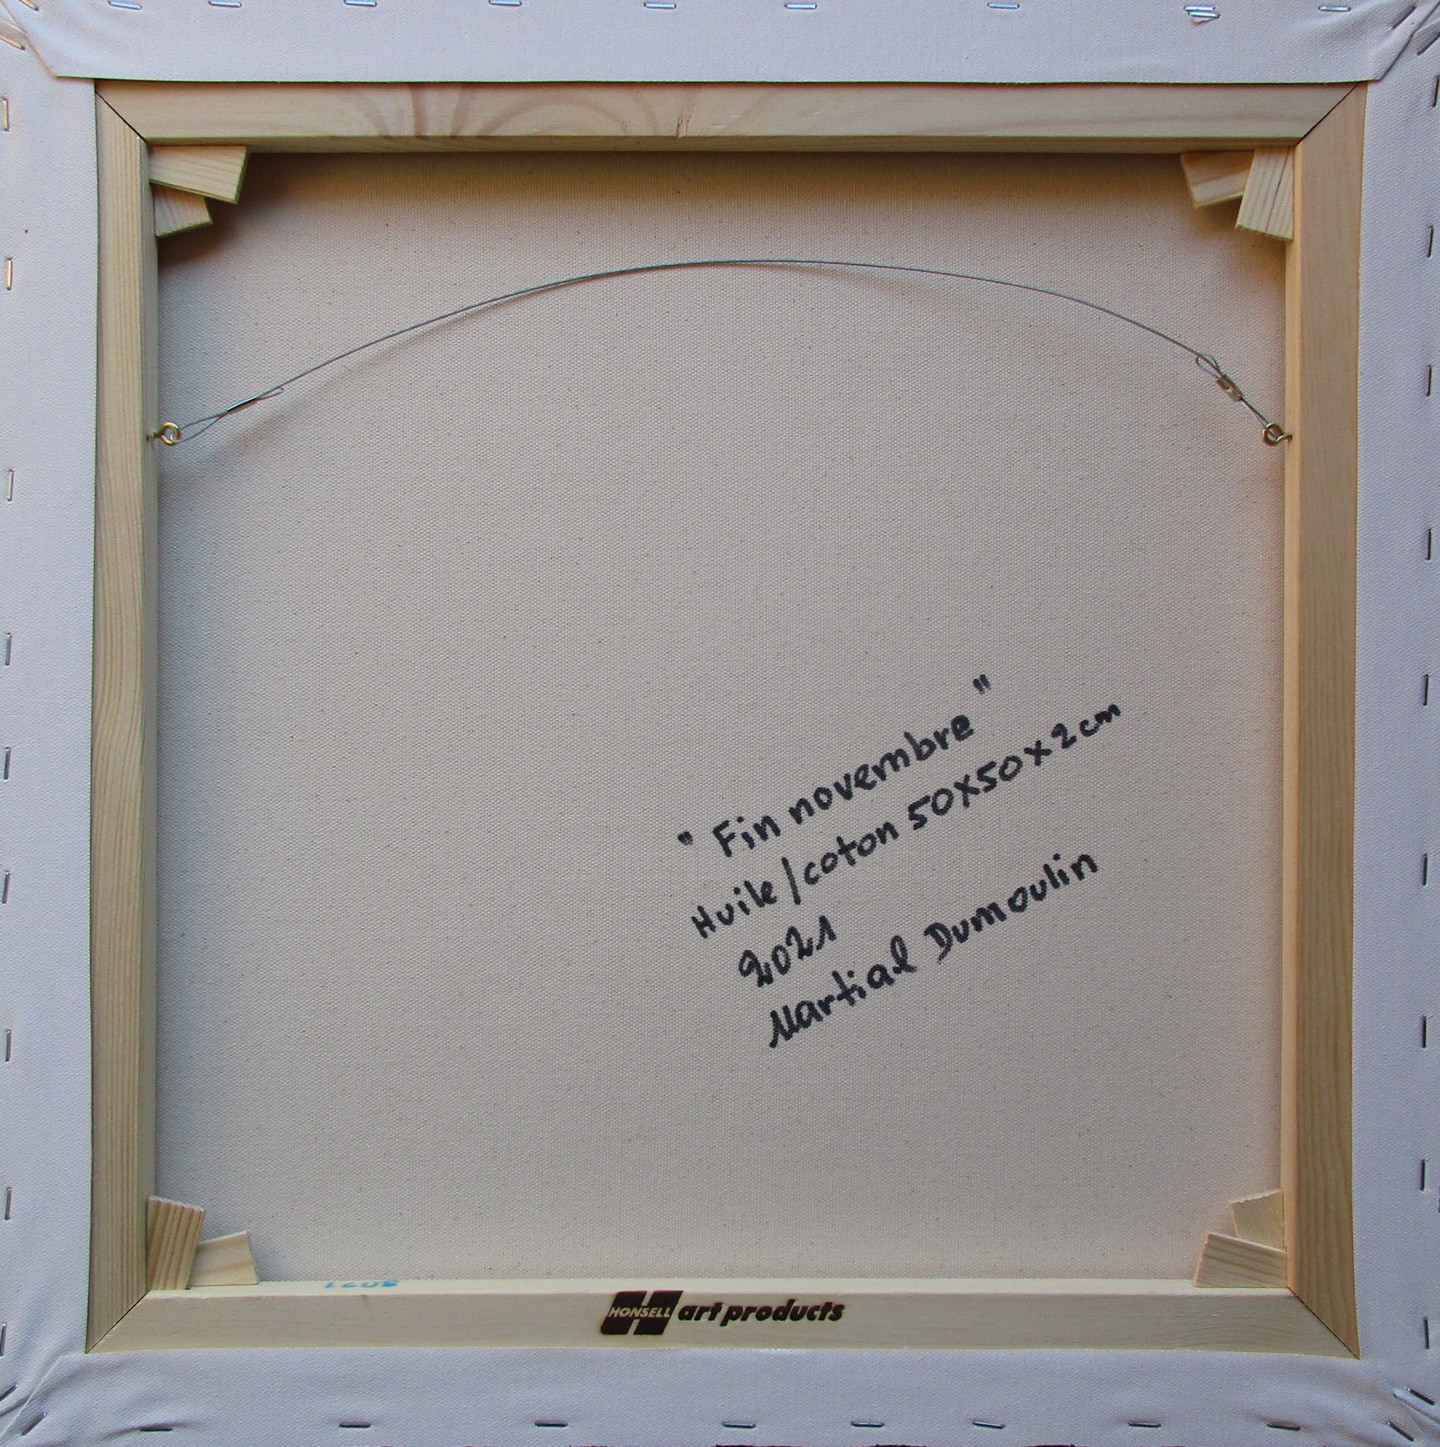 " Fin novembre "
Huile/coton 50x50x2cm
2021
Martial Dumoulin
HONSELL art products